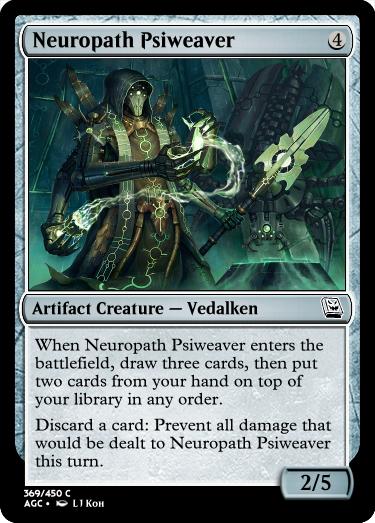 Neuropath Psiweaver 4
Artifact Creature — Vedalken
When Neuropath Psiweaver enters the
battlefield, draw three cards, then put
two cards from your hand on top of
your library in any order.
Discard a card: Prevent all damage that
would be dealt to Neuropath Psiweaver
this turn.
2/5
369/450 C
AGC • LIKOH